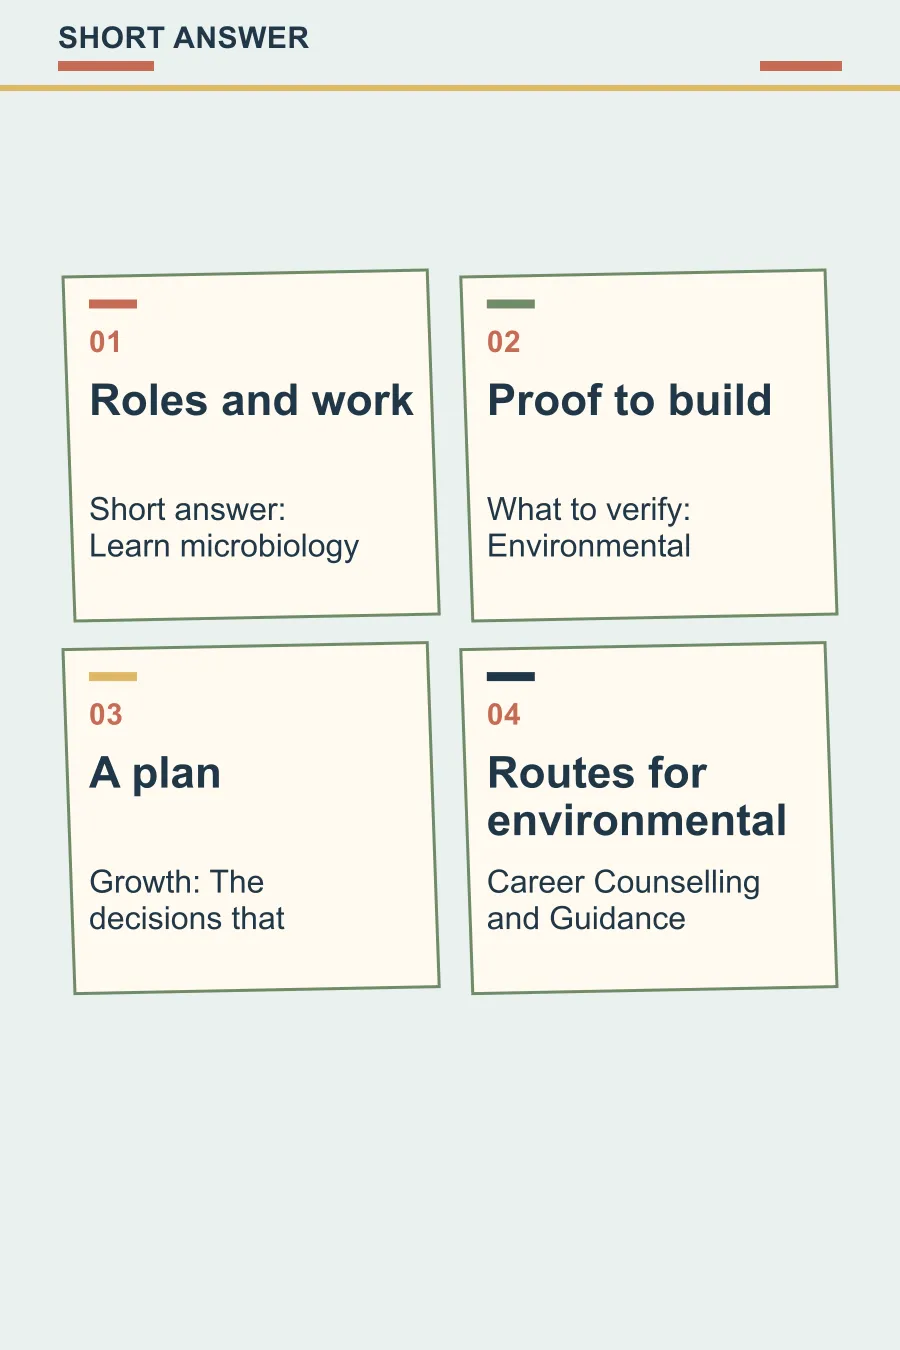 SHORT ANSWER
01
Roles and work
Short answer:
Learn microbiology
02
Proof to build
What to verify:
Environmental
03
A plan
Growth: The
decisions that
04
Routes for
environmental
Career Counselling
and Guidance